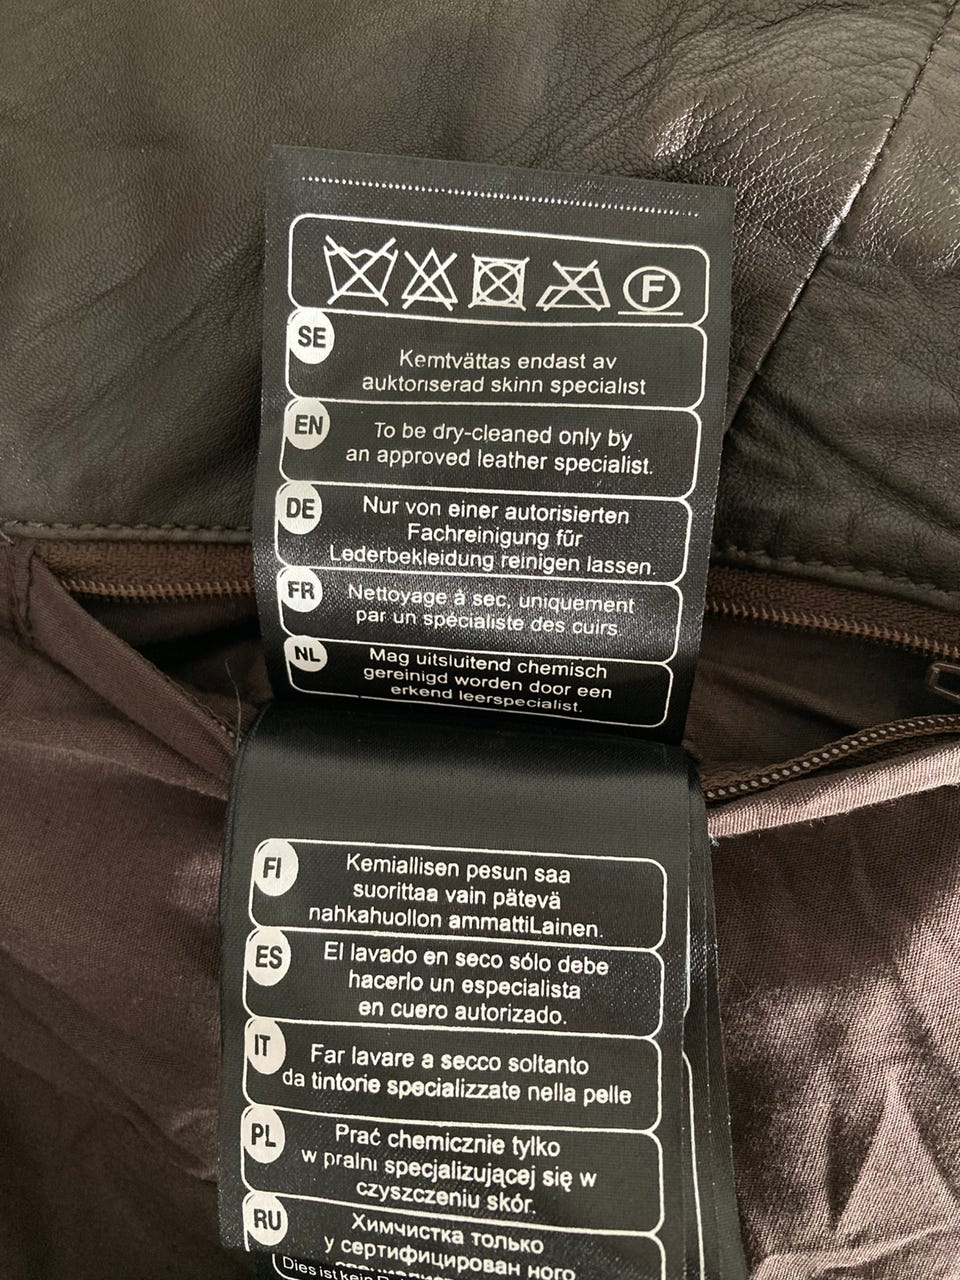 F
SE
Kemtvättas endast av
auktoriserad skinn specialist
EN
To be dry-cleaned only by
an approved leather specialist.
DE
Nur von einer autorisierten
Fachreinigung für
Lederbekleidung reinigen lassen.
FR
Nettoyage à sec, uniquement
par un spécialiste des cuirs.
NL
Mag uitsluitend chemisch
gereinigd worden door een
erkend leerspecialist.
FI
Kemiallisen pesun saa
suorittaa vain pätevä
nahkahuollon ammattiLainen.
ES
El lavado en seco sólo debe
hacerlo un especialista
en cuero autorizado.
IT
Far lavare a secco soltanto
da tintorie specializzate nella pelle
PL
Prać chemicznie tylko
w pralni specjalizującej się w
czyszczeniu skór.
RU
Химчистка только
у сертифицирован ного
Dies ist kein